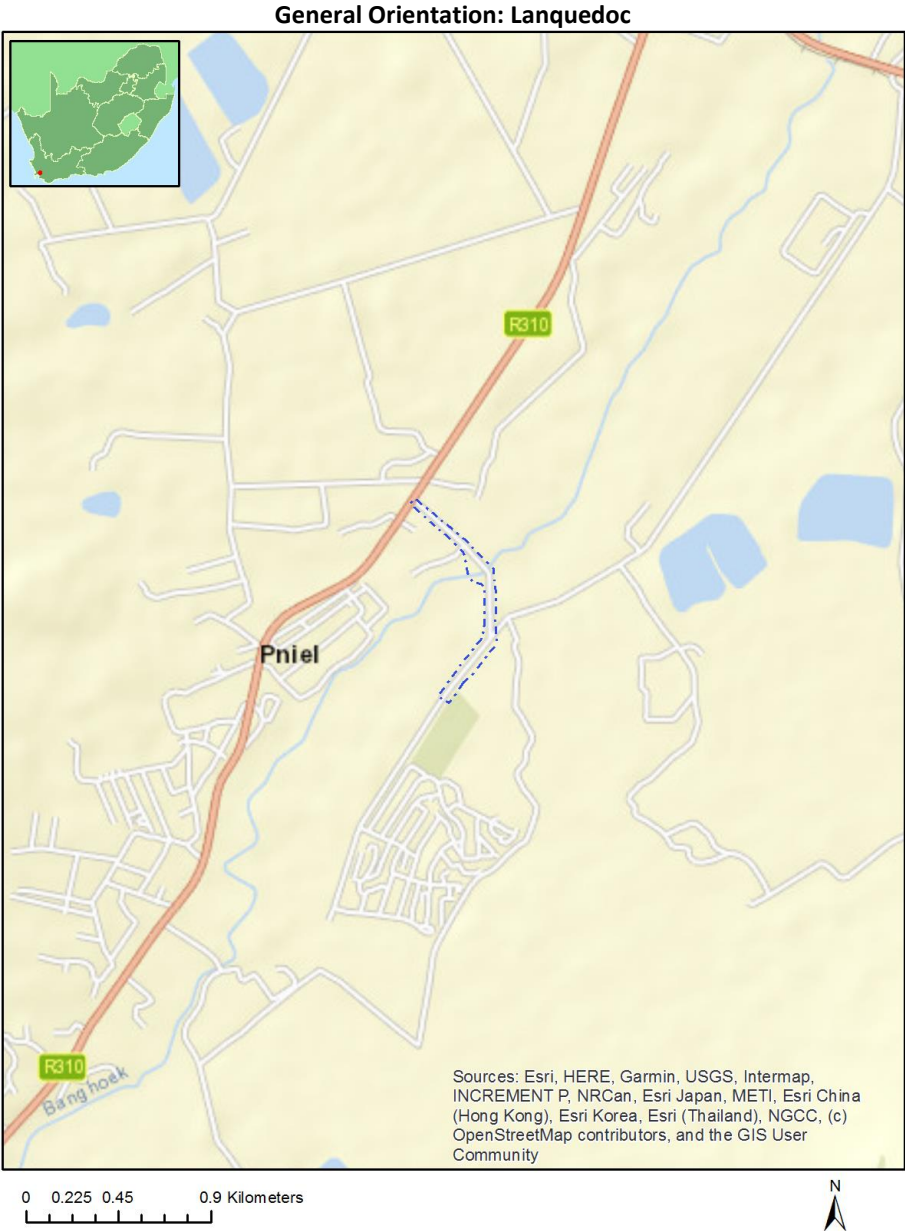 General Orientation: Lanquedoc
R310
Pniel
R310
Banghoek
Sources: Esri, HERE, Garmin, USGS, Intermap,
INCREMENT P, NRCan, Esri Japan, METI, Esri China
(Hong Kong), Esri Korea, Esri (Thailand), NGCC, (c)
OpenStreetMap contributors, and the GIS User
Community
0 0.225 0.45 0.9 Kilometers
N